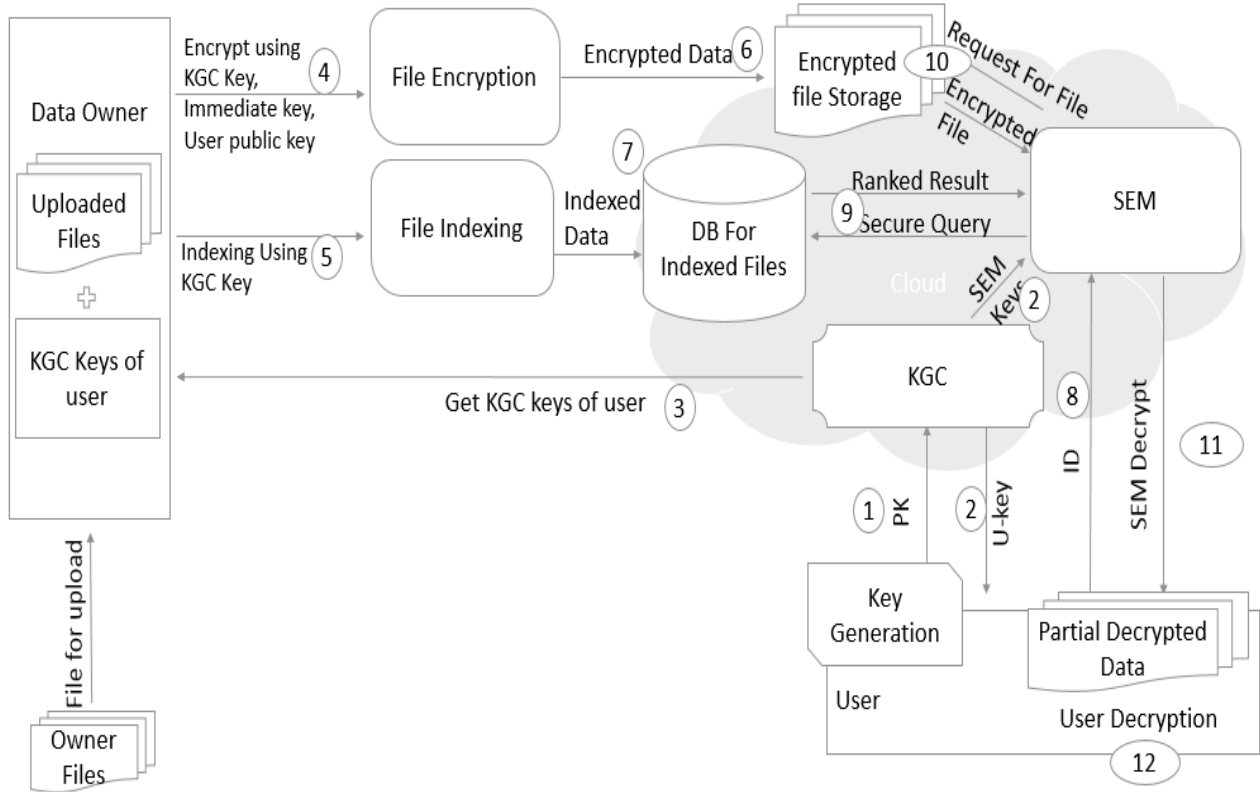 Data Owner
Uploaded
Files
KGC Keys of
user
File for upload
Owner
Files
Encrypt using
KGC Key,
Immediate key,
User public key
4
File Encryption
Encrypted Data
6
Encrypted
file Storage
10
Request For File
Encrypted
File
Indexing Using
KGC Key
5
File Indexing
Indexed
Data
7
DB For
Indexed Files
Ranked Result
9
Secure Query
SEM
Cloud
SEM
Keys
2
KGC
Get KGC keys of user
3
1
PK
2
U-key
8
ID
SEM Decrypt
11
Key
Generation
User
Partial Decrypted
Data
User Decryption
12